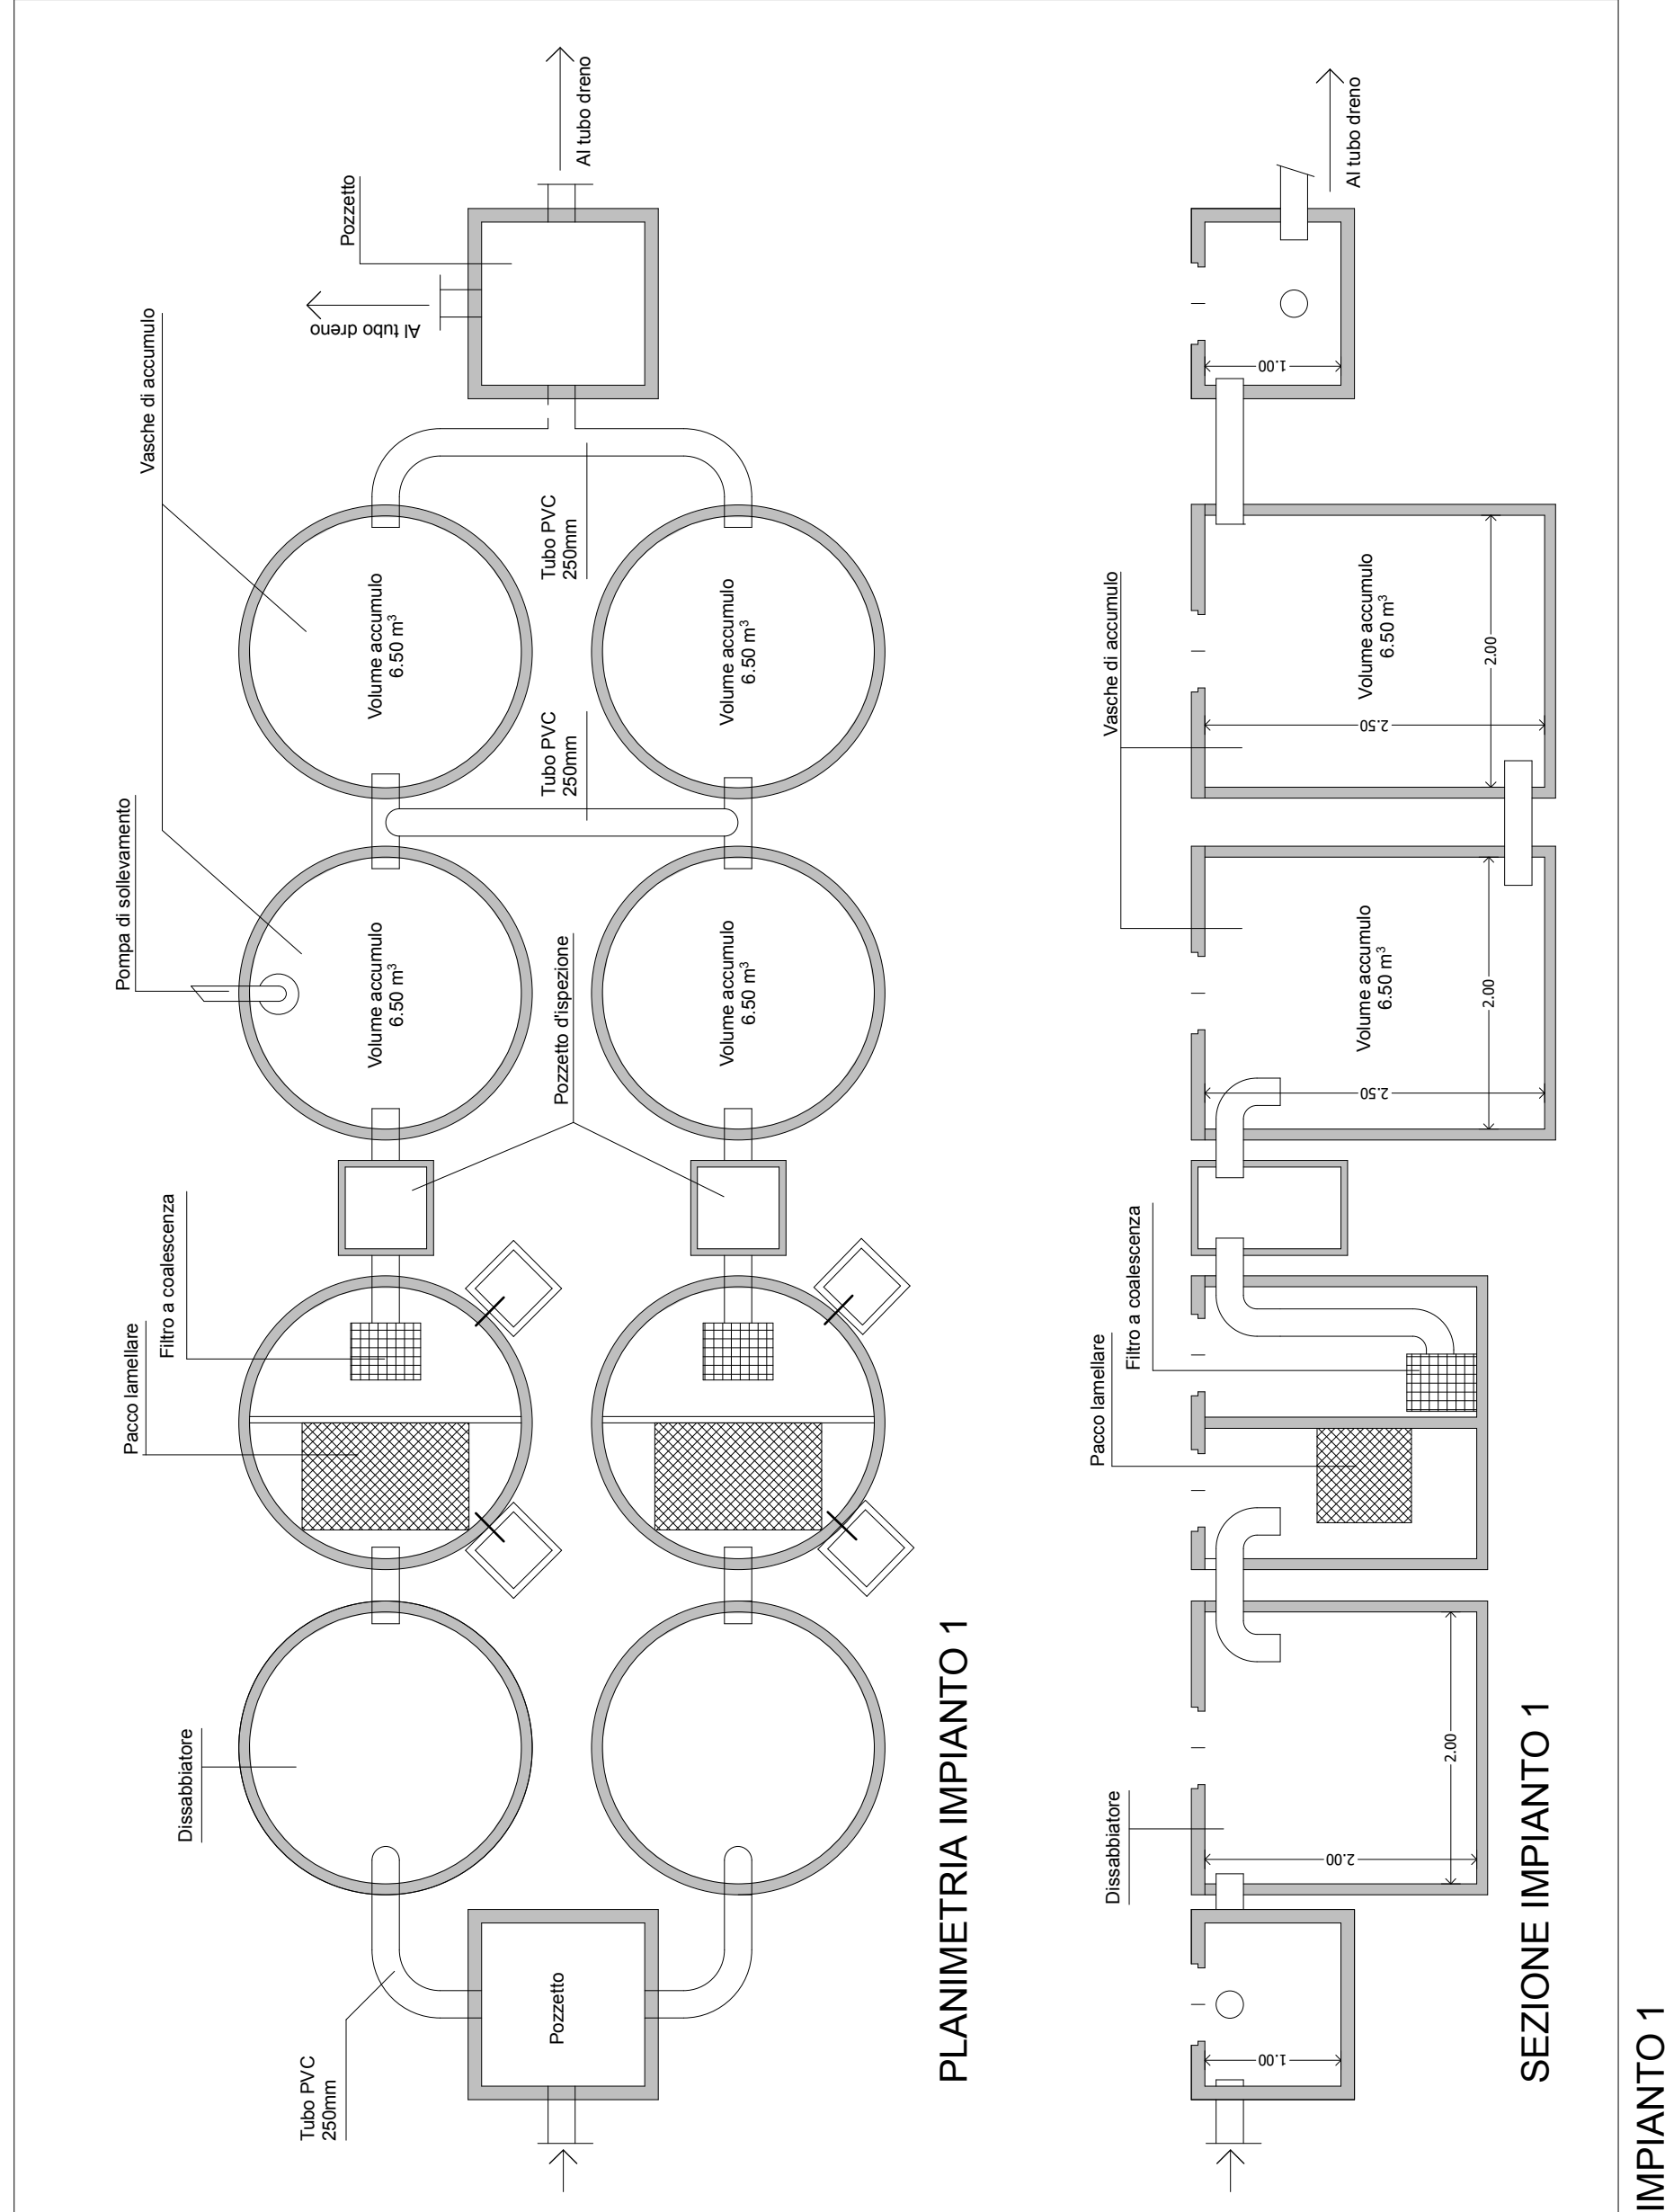 Vasche di accumulo
Pompa di sollevamento
Pacco lamellare
Filtro a coalescenza
Dissabbiatore
Tubo PVC
250mm
Pozzetto
Al tubo dreno
Al tubo dreno
Volume accumulo
6.50 m³
Volume accumulo
6.50 m³
Tubo PVC
250mm
Tubo PVC
250mm
Pozzetto d'ispezione
Pozzetto
Volume accumulo
6.50 m³
Volume accumulo
6.50 m³
PLANIMETRIA IMPIANTO 1
Dissabbiatore
Pacco lamellare
Filtro a coalescenza
Vasche di accumulo
Al tubo dreno
1.00
2.00
2.00
2.50
Volume accumulo
6.50 m³
2.00
2.50
Volume accumulo
6.50 m³
2.00
1.00
SEZIONE IMPIANTO 1
IMPIANTO 1